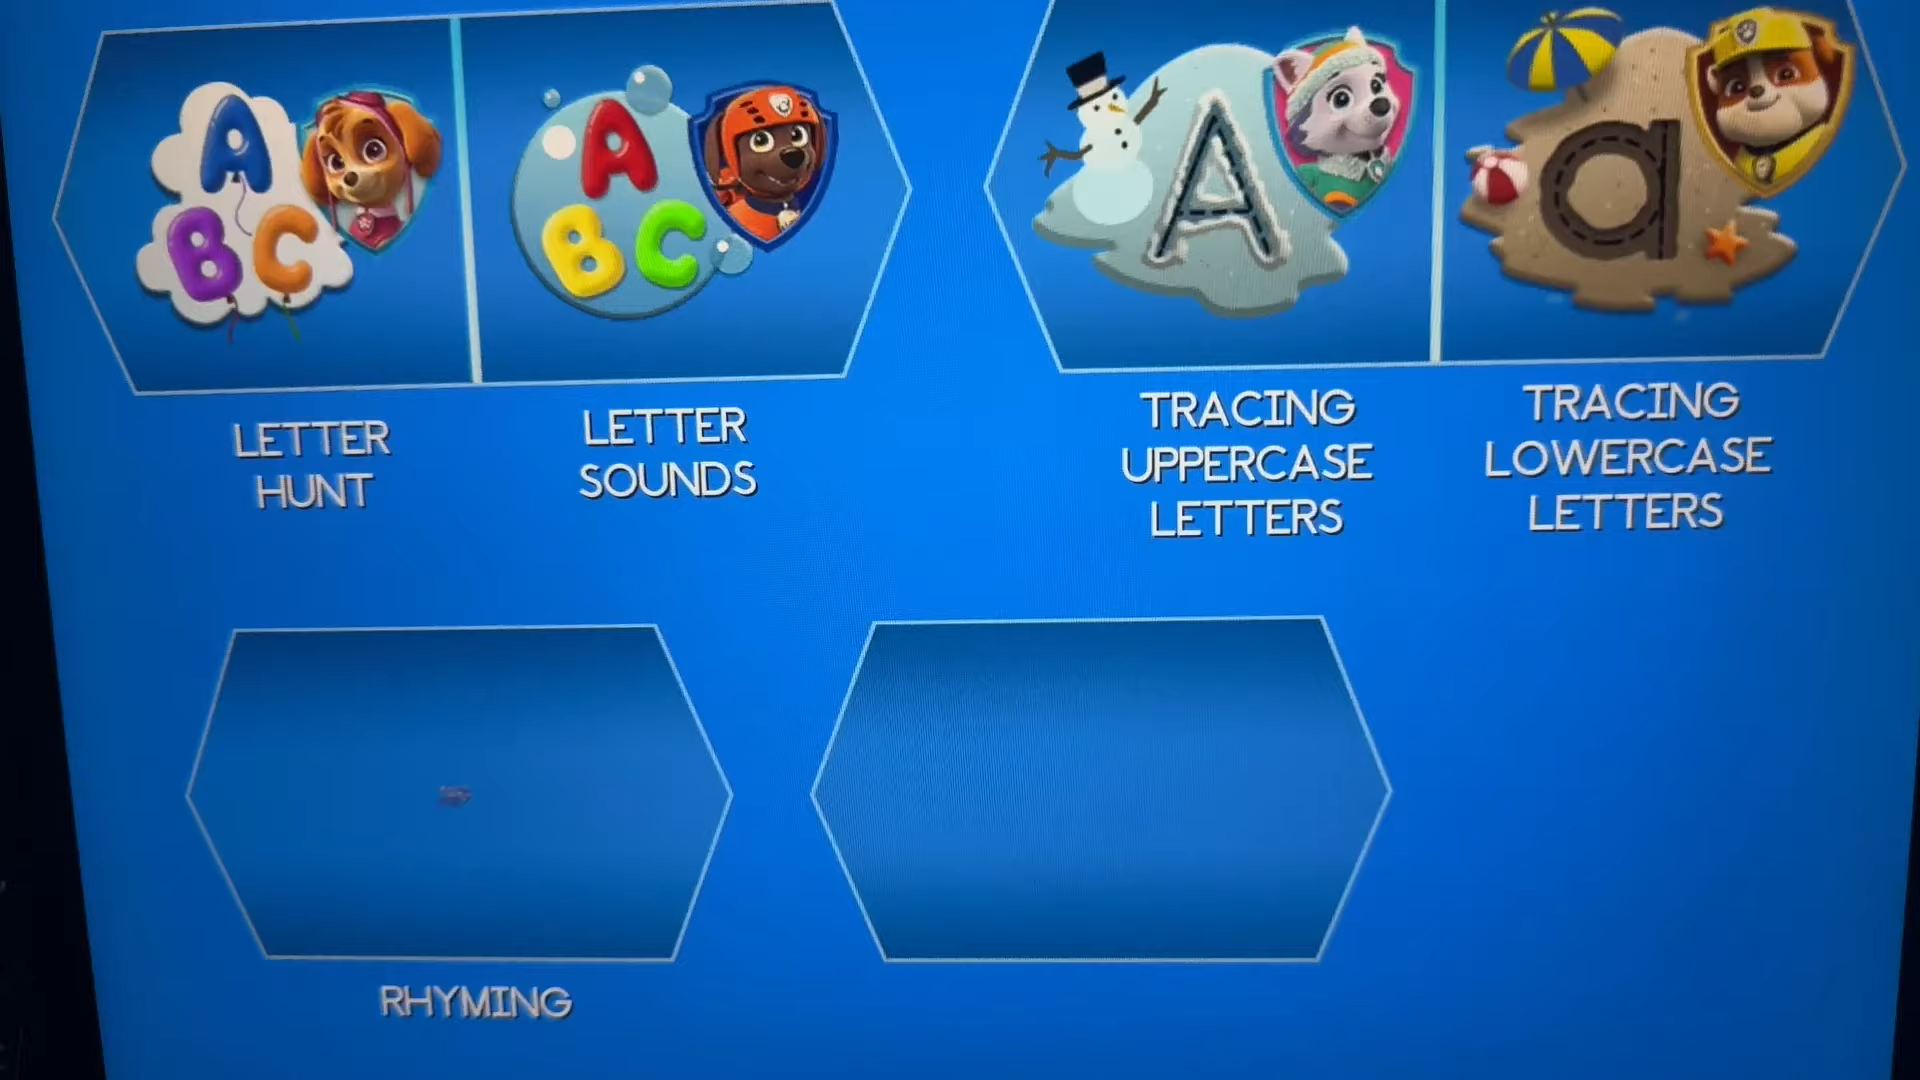 A
B C
A
B C
A
a
LETTER
HUNT
LETTER
SOUNDS
TRACING
UPPERCASE
LETTERS
TRACING
LOWERCASE
LETTERS
RHYMING